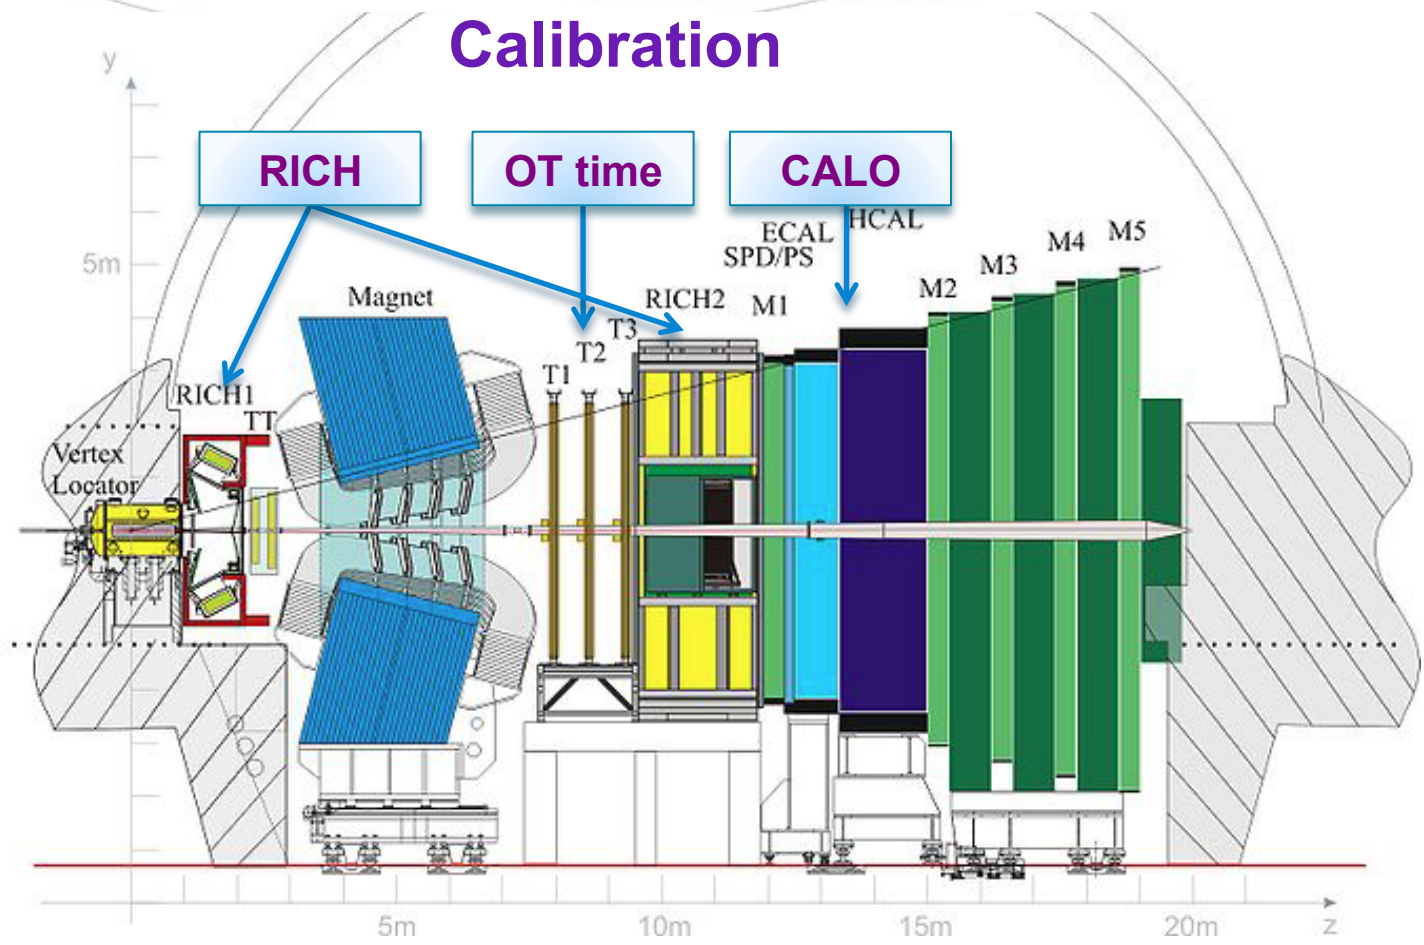 Calibration
y
RICH
OT time
CALO
HCAL
ECAL
SPD/PS
M5
M4
M3
M2
M1
5m
Magnet
RICH2
T3
T2
T1
RICH1
TT
Vertex
Locator
5m
10m
15m
20m
z